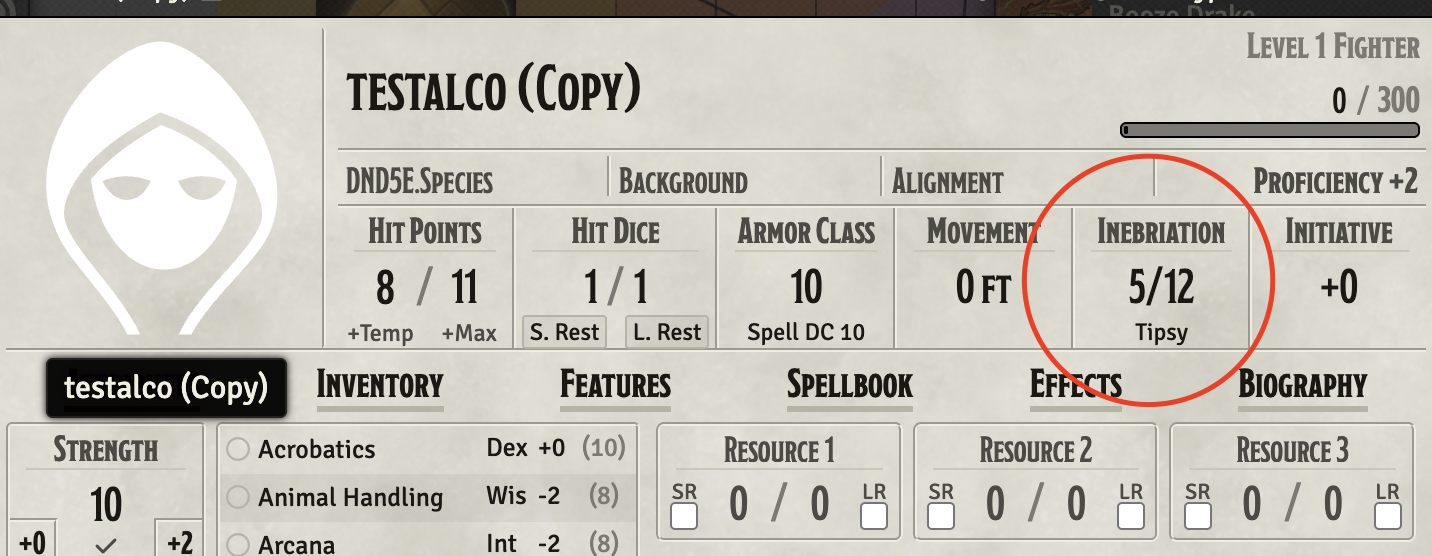 Booze Drake
LEVEL 1 FIGHTER
TESTALCO (COPY)
0 / 300
DND5E.SPECIES BACKGROUND ALIGNMENT PROFICIENCY +2
HIT POINTS HIT DICE ARMOR CLASS MOVEMENT INEBRIATION INITIATIVE
8 / 11 1 / 1 10 0 FT 5/12 +0
+Temp +Max S. Rest L. Rest Spell DC 10 Tipsy
testalco (Copy) INVENTORY FEATURES SPELLBOOK EFFECTS BIOGRAPHY
STRENGTH
10
+0 +2
Acrobatics Dex +0 (10)
Animal Handling Wis -2 (8)
Arcana Int -2 (8)
RESOURCE 1 RESOURCE 2 RESOURCE 3
SR 0 / 0 LR SR 0 / 0 LR SR 0 / 0 LR